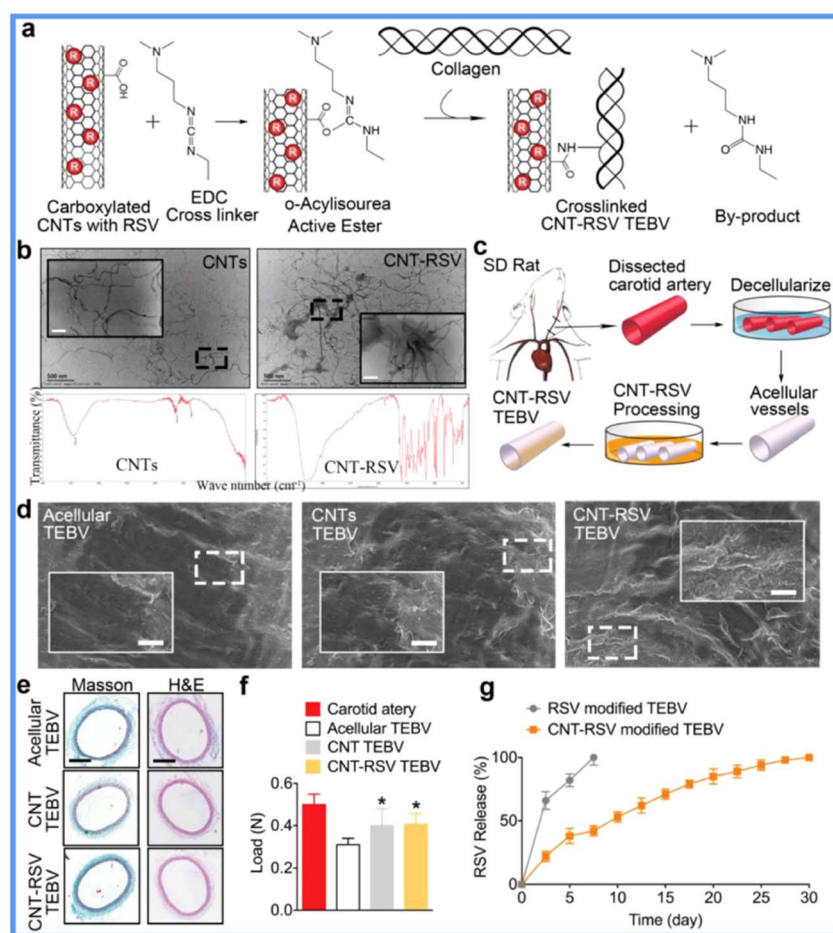 a
R
R
R
R
R
OH
O
+
N
N
C
N
EDC
Cross linker
Carboxylated
CNTs with RSV
R
R
R
R
R
O
O
N
N
NH
o-Acylisourea
Active Ester
Collagen
R
R
R
R
R
NH
O
Crosslinked
CNT-RSV TEBV
+
N
NH
O
NH
By-product
b
CNTs
500 nm
CNT-RSV
500 nm
Transmittance (%)
CNTs
CNT-RSV
Wave number (cm-1)
c
SD Rat
Dissected
carotid artery
Decellularize
Acellular
vessels
CNT-RSV
Processing
CNT-RSV
TEBV
d
Acellular
TEBV
CNTs
TEBV
CNT-RSV
TEBV
e
Masson
H&E
Acellular
TEBV
CNT
TEBV
CNT-RSV
TEBV
f
Carotid atery
Acellular TEBV
CNT TEBV
CNT-RSV TEBV
Load (N)
0.6
0.4
0.2
0.0
*
*
g
RSV modified TEBV
CNT-RSV modified TEBV
RSV Release (%)
100
50
0
0
5
10
15
20
25
30
Time (day)